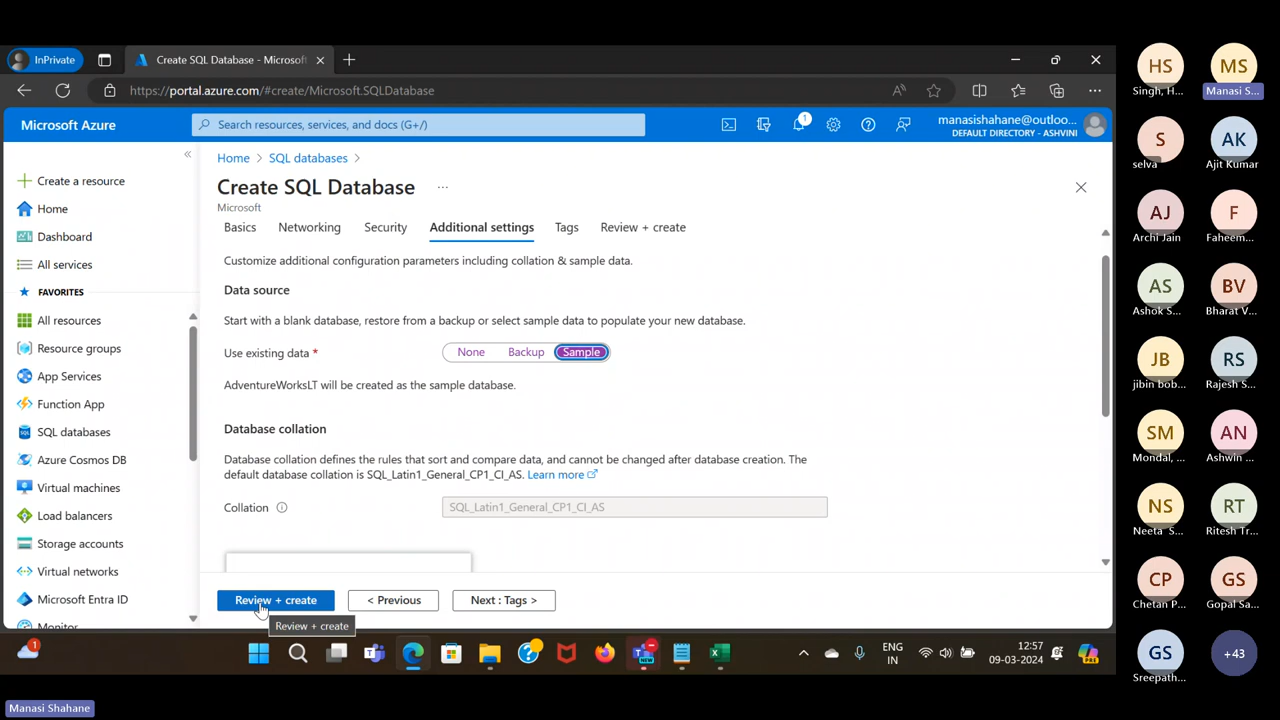 InPrivate
Create SQL Database - Microsoft
https://portal.azure.com/#create/Microsoft.SQLDatabase
Microsoft Azure
Search resources, services, and docs (G+/)
1
manasishahane@outloo...
DEFAULT DIRECTORY - ASHVINI
Create a resource
Home
Dashboard
All services
FAVORITES
All resources
Resource groups
App Services
Function App
SQL databases
Azure Cosmos DB
Virtual machines
Load balancers
Storage accounts
Virtual networks
Microsoft Entra ID
Monitor
Home > SQL databases >
Create SQL Database ...
Microsoft
Basics Networking Security Additional settings Tags Review + create
Customize additional configuration parameters including collation & sample data.
Data source
Start with a blank database, restore from a backup or select sample data to populate your new database.
Use existing data * None Backup Sample
AdventureWorksLT will be created as the sample database.
Database collation
Database collation defines the rules that sort and compare data, and cannot be changed after database creation. The
default database collation is SQL_Latin1_General_CP1_CI_AS. Learn more
Collation SQL_Latin1_General_CP1_CI_AS
Review + create < Previous Next : Tags >
Review + create
1
NEW
ENG
IN
12:57
09-03-2024
PRE
HS
Singh, H...
MS
Manasi S...
S
selva
AK
Ajit Kumar
AJ
Archi Jain
F
Faheem...
AS
Ashok S...
BV
Bharat V...
JB
jibin bob...
RS
Rajesh S...
SM
Mondal, ...
AN
Ashwin ...
NS
Neeta S...
RT
Ritesh Tr...
CP
Chetan P...
GS
Gopal Sa...
GS
Sreepath...
+43
Manasi Shahane